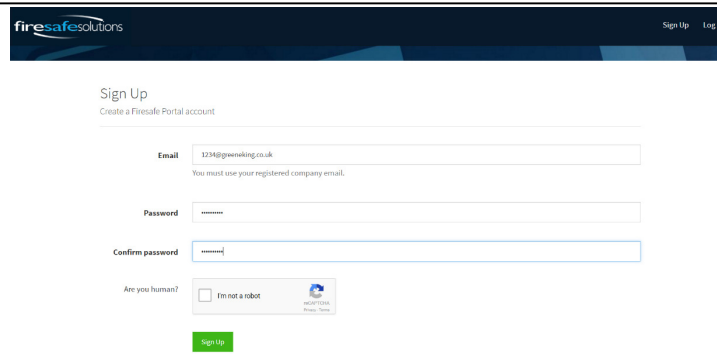 firesafesolutions
Sign Up Log
Sign Up
Create a Firesafe Portal account
Email 1234@greeneking.co.uk
You must use your registered company email.
Password ••••••••••
Confirm password ••••••••••
Are you human? I'm not a robot
reCAPTCHA
Privacy - Terms
Sign Up